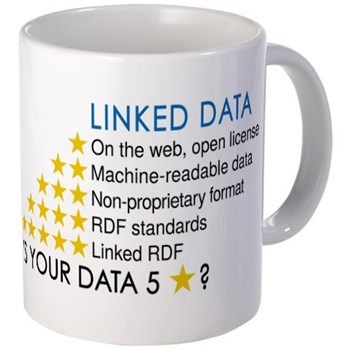 LINKED DATA
★ On the web, open license
★★ Machine-readable data
★★★ Non-proprietary format
★★★★ RDF standards
★★★★★ Linked RDF
YOUR DATA 5 ★?